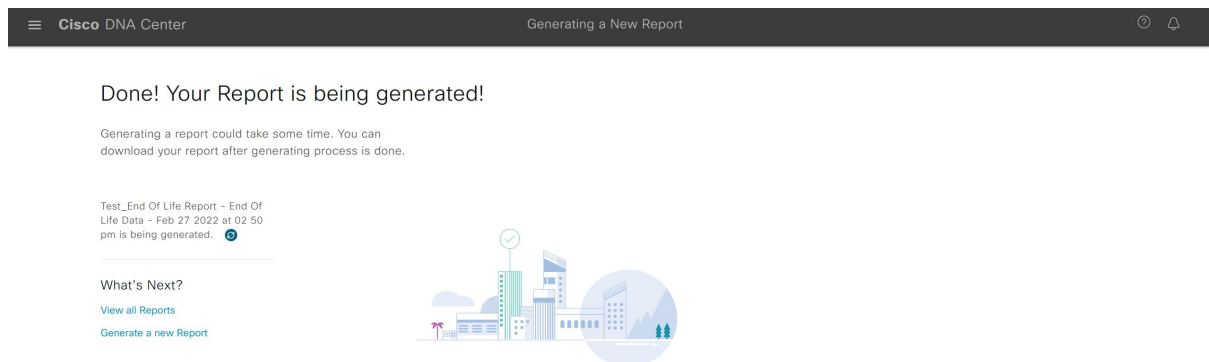 Cisco DNA Center
Generating a New Report
Done! Your Report is being generated!
Generating a report could take some time. You can
download your report after generating process is done.
Test_End Of Life Report - End Of
Life Data - Feb 27 2022 at 02 50
pm is being generated.
What's Next?
View all Reports
Generate a new Report